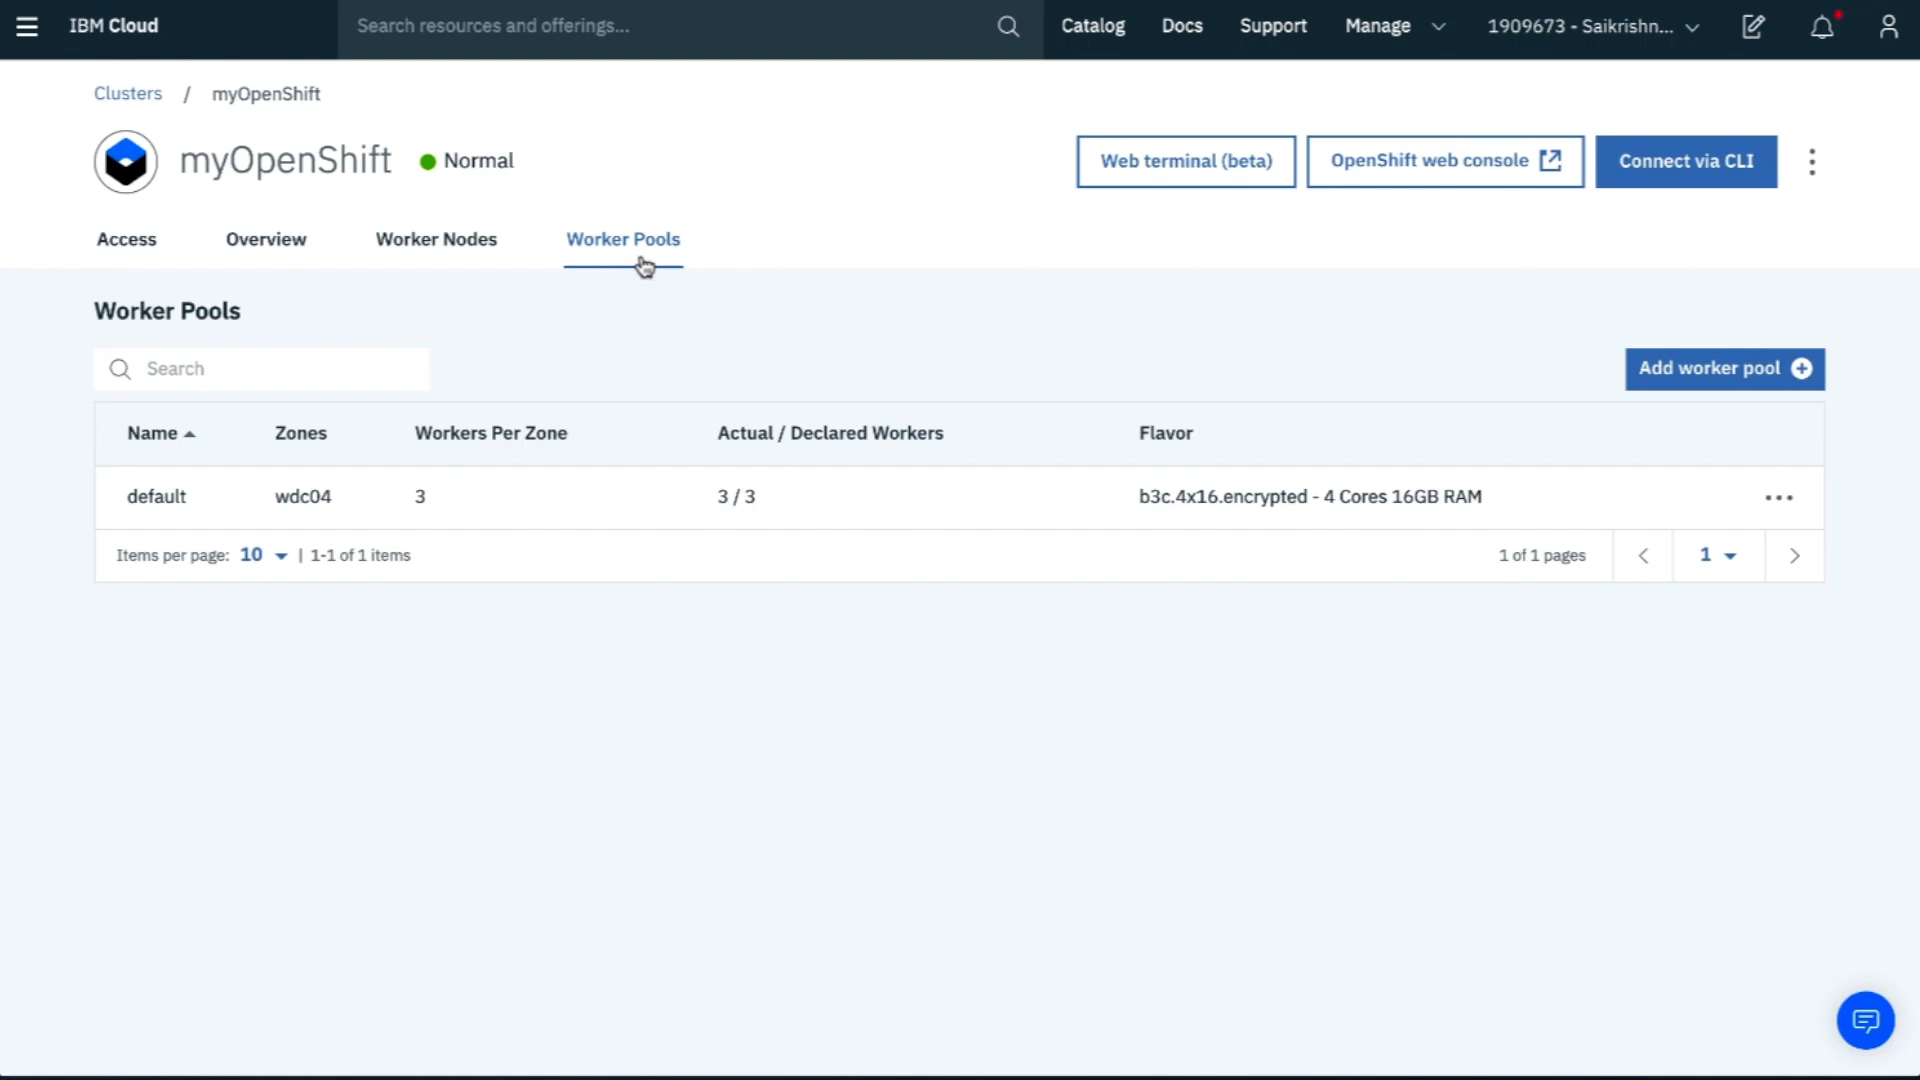 IBM Cloud
Search resources and offerings...
Catalog
Docs
Support
Manage
1909673 - Saikrishn...
Clusters / myOpenShift
myOpenShift
Normal
Web terminal (beta)
OpenShift web console
Connect via CLI
Access
Overview
Worker Nodes
Worker Pools
Worker Pools
Search
Add worker pool
Name
Zones
Workers Per Zone
Actual / Declared Workers
Flavor
default
wdc04
3
3 / 3
b3c.4x16.encrypted - 4 Cores 16GB RAM
Items per page: 10 | 1-1 of 1 items
1 of 1 pages
1